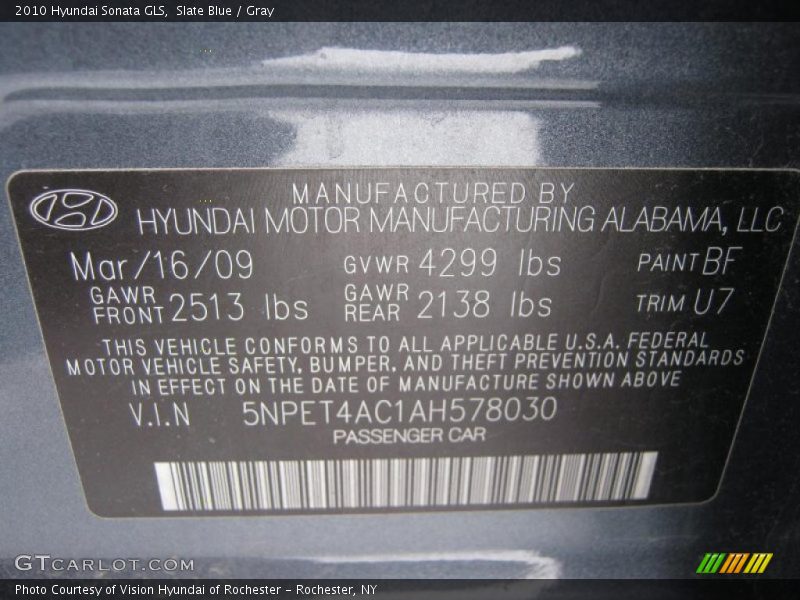 2010 Hyundai Sonata GLS, Slate Blue / Gray
MANUFACTURED BY
HYUNDAI MOTOR MANUFACTURING ALABAMA, LLC
Mar/16/09 GVWR 4299 lbs PAINT BF
GAWR FRONT 2513 lbs GAWR REAR 2138 lbs TRIM U7
THIS VEHICLE CONFORMS TO ALL APPLICABLE U.S.A. FEDERAL
MOTOR VEHICLE SAFETY, BUMPER, AND THEFT PREVENTION STANDARDS
IN EFFECT ON THE DATE OF MANUFACTURE SHOWN ABOVE
V.I.N 5NPET4AC1AH578030
PASSENGER CAR
GTCARLOT.COM
Photo Courtesy of Vision Hyundai of Rochester - Rochester, NY